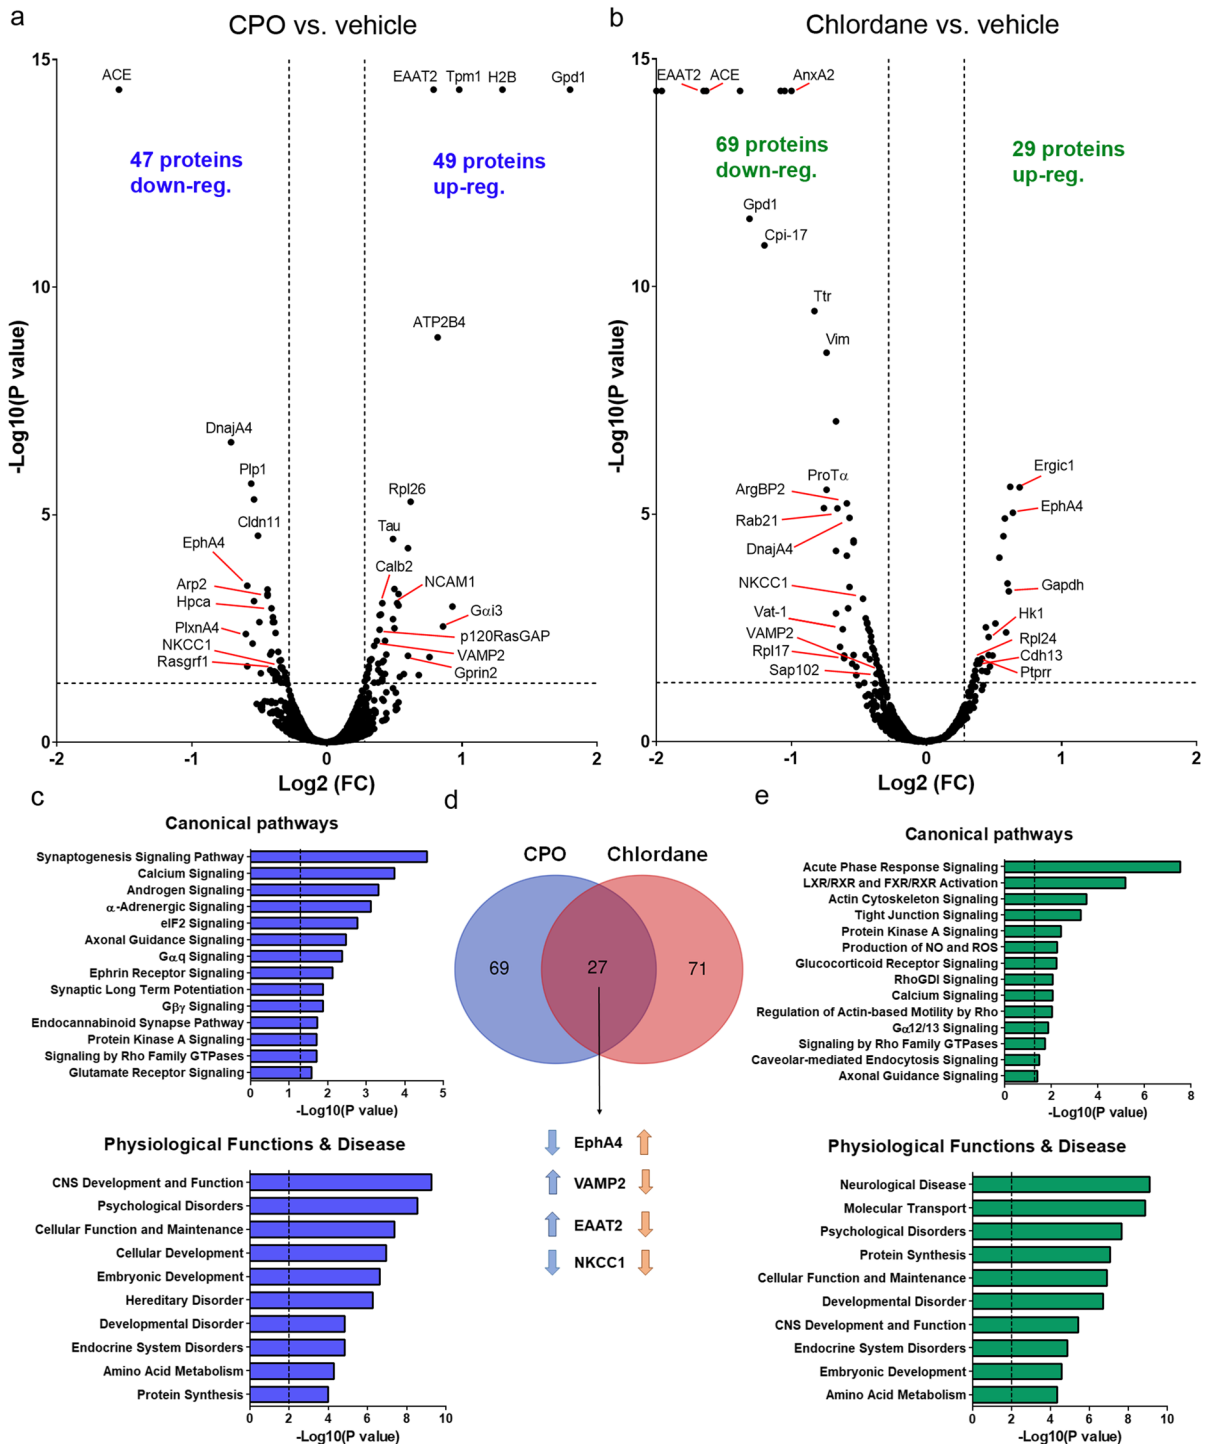 a
CPO vs. vehicle
15
10
5
0
-2
-1
0
1
2
-Log10(P value)
Log2 (FC)
ACE
EAAT2
Tpm1
H2B
Gpd1
47 proteins
down-reg.
49 proteins
up-reg.
ATP2B4
DnajA4
Plp1
Cldn11
EphA4
Arp2
Hpca
PlxnA4
NKCC1
Rasgrf1
Rpl26
Tau
Calb2
NCAM1
Gαi3
p120RasGAP
VAMP2
Gprin2
b
Chlordane vs. vehicle
15
10
5
0
-2
-1
0
1
2
-Log10(P value)
Log2 (FC)
EAAT2
ACE
AnxA2
69 proteins
down-reg.
29 proteins
up-reg.
Gpd1
Cpi-17
Ttr
Vim
ProTα
ArgBP2
Rab21
DnajA4
NKCC1
Vat-1
VAMP2
Rpl17
Sap102
Ergic1
EphA4
Gapdh
Hk1
Rpl24
Cdh13
Ptprr
c
Canonical pathways
Synaptogenesis Signaling Pathway
Calcium Signaling
Androgen Signaling
α-Adrenergic Signaling
eIF2 Signaling
Axonal Guidance Signaling
Gαq Signaling
Ephrin Receptor Signaling
Synaptic Long Term Potentiation
Gβγ Signaling
Endocannabinoid Synapse Pathway
Protein Kinase A Signaling
Signaling by Rho Family GTPases
Glutamate Receptor Signaling
0 1 2 3 4 5
-Log10(P value)
Physiological Functions & Disease
CNS Development and Function
Psychological Disorders
Cellular Function and Maintenance
Cellular Development
Embryonic Development
Hereditary Disorder
Developmental Disorder
Endocrine System Disorders
Amino Acid Metabolism
Protein Synthesis
0 2 4 6 8 10
-Log10(P value)
d
CPO Chlordane
69 27 71
EphA4
VAMP2
EAAT2
NKCC1
e
Canonical pathways
Acute Phase Response Signaling
LXR/RXR and FXR/RXR Activation
Actin Cytoskeleton Signaling
Tight Junction Signaling
Protein Kinase A Signaling
Production of NO and ROS
Glucocorticoid Receptor Signaling
RhoGDI Signaling
Calcium Signaling
Regulation of Actin-based Motility by Rho
Gα12/13 Signaling
Signaling by Rho Family GTPases
Caveolar-mediated Endocytosis Signaling
Axonal Guidance Signaling
0 2 4 6 8
-Log10(P value)
Physiological Functions & Disease
Neurological Disease
Molecular Transport
Psychological Disorders
Protein Synthesis
Cellular Function and Maintenance
Developmental Disorder
CNS Development and Function
Endocrine System Disorders
Embryonic Development
Amino Acid Metabolism
0 2 4 6 8 10
-Log10(P value)